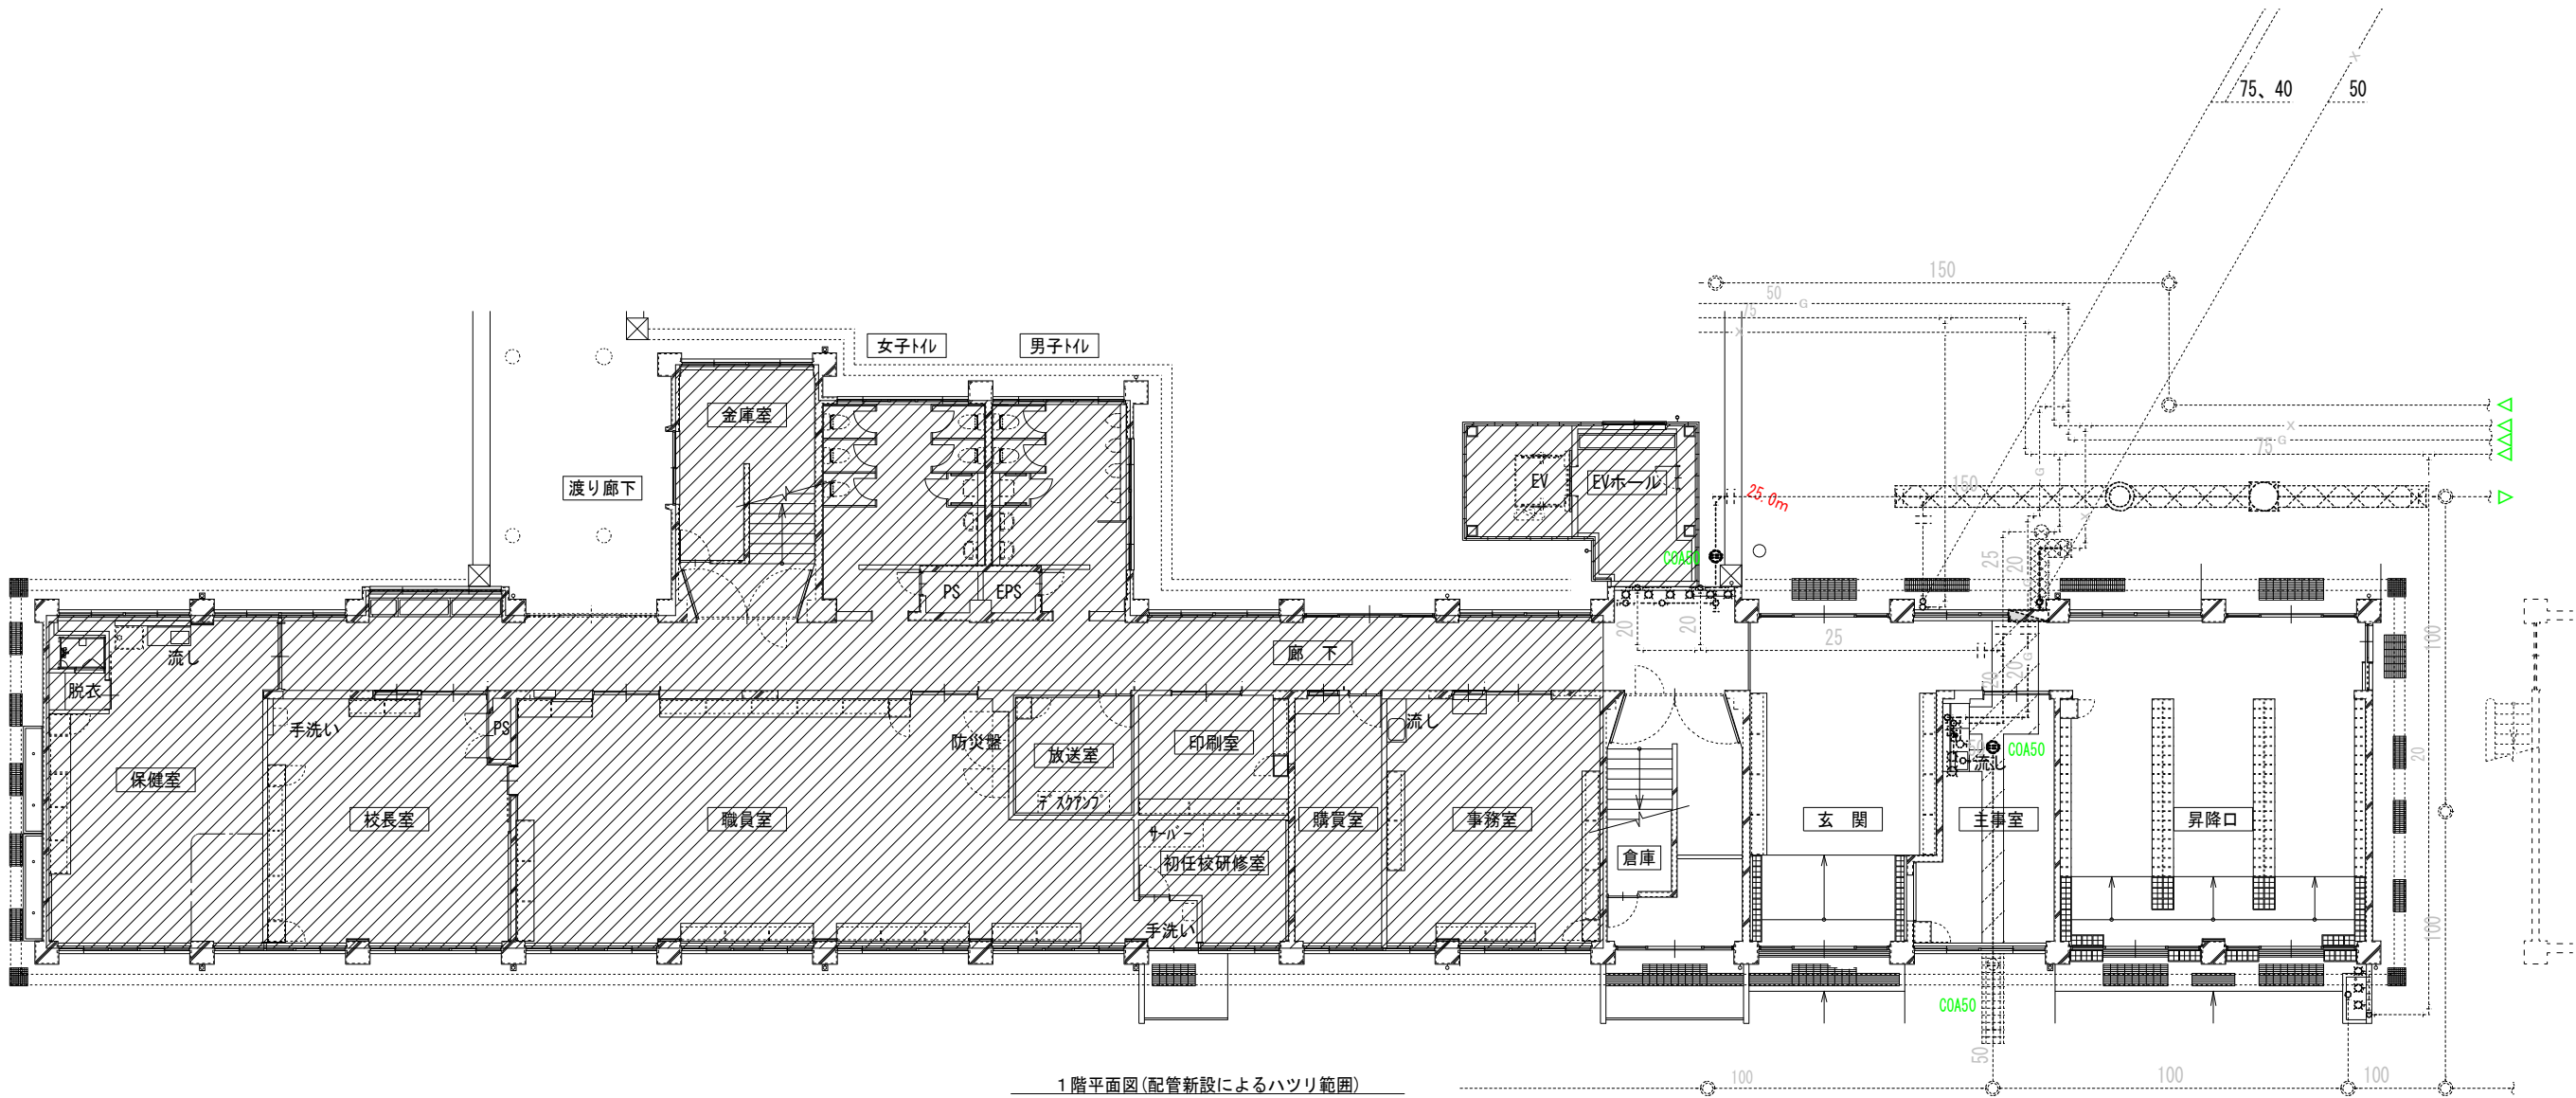 75、40
50
150
50
G
75
X
女子ﾄｲﾚ
男子ﾄｲﾚ
金庫室
X
G
75
渡り廊下
EV
EVホール
25.0m
150
COA50
25
20
PS
EPS
流し
廊　下
20
20
25
100
脱衣
20
20
手洗い
PS
防災盤
放送室
印刷室
流し
COA50
流し
20
保健室
校長室
職員室
ﾃﾞｽｸｱﾝﾌﾟ
購買室
事務室
玄　関
主事室
昇降口
ｻｰﾊﾞｰ
初任校研修室
倉庫
手洗い
100
COA50
50
1階平面図(配管新設によるハツリ範囲)
100
100
100